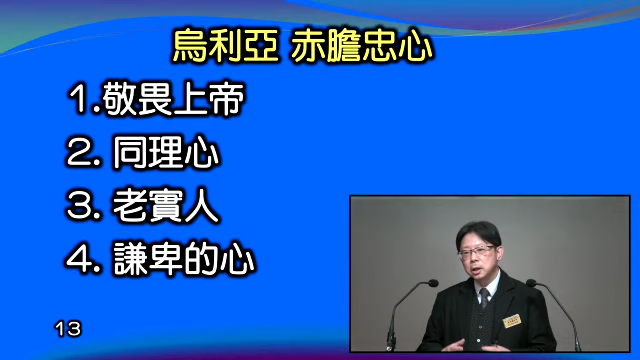 烏利亞 赤膽忠心
1.敬畏上帝
2. 同理心
3. 老實人
4. 謙卑的心
13